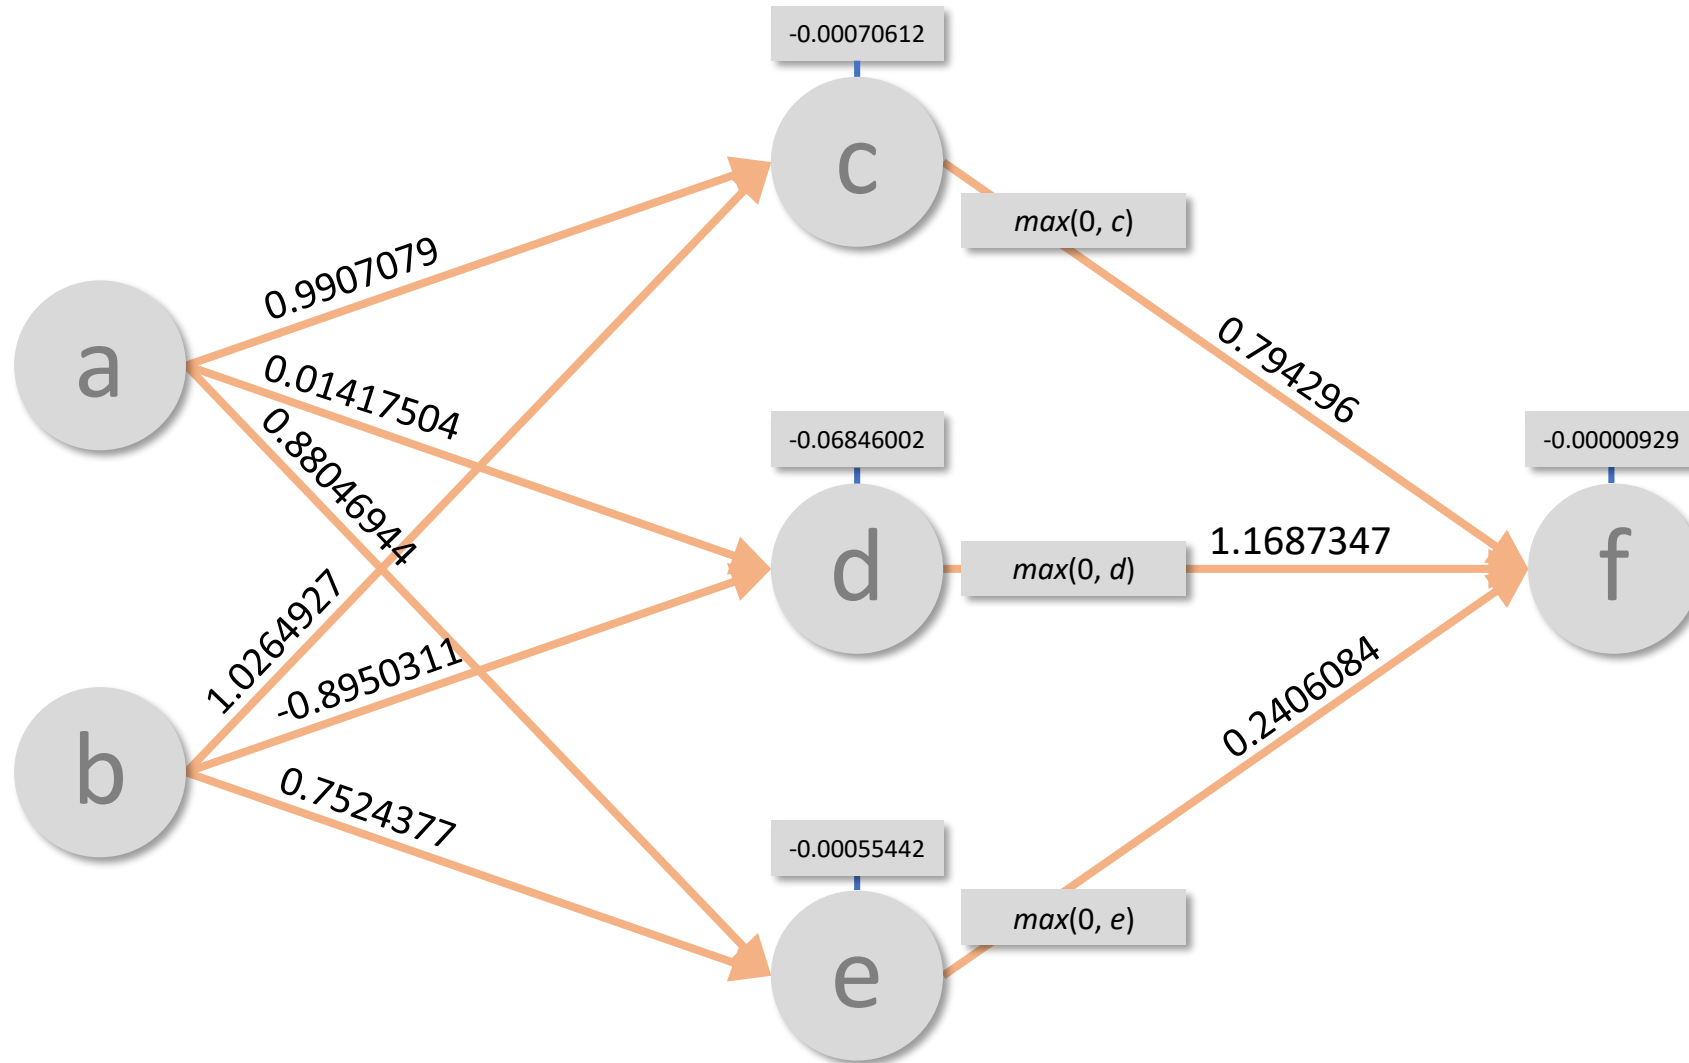 -0.00070612
c
max(0, c)
0.9907079
0.794296
a
0.01417504
0.88046944
-0.06846002
-0.00000929
d
max(0, d)
1.1687347
f
1.0264927
-0.8950311
0.2406084
b
0.7524377
-0.00055442
max(0, e)
e